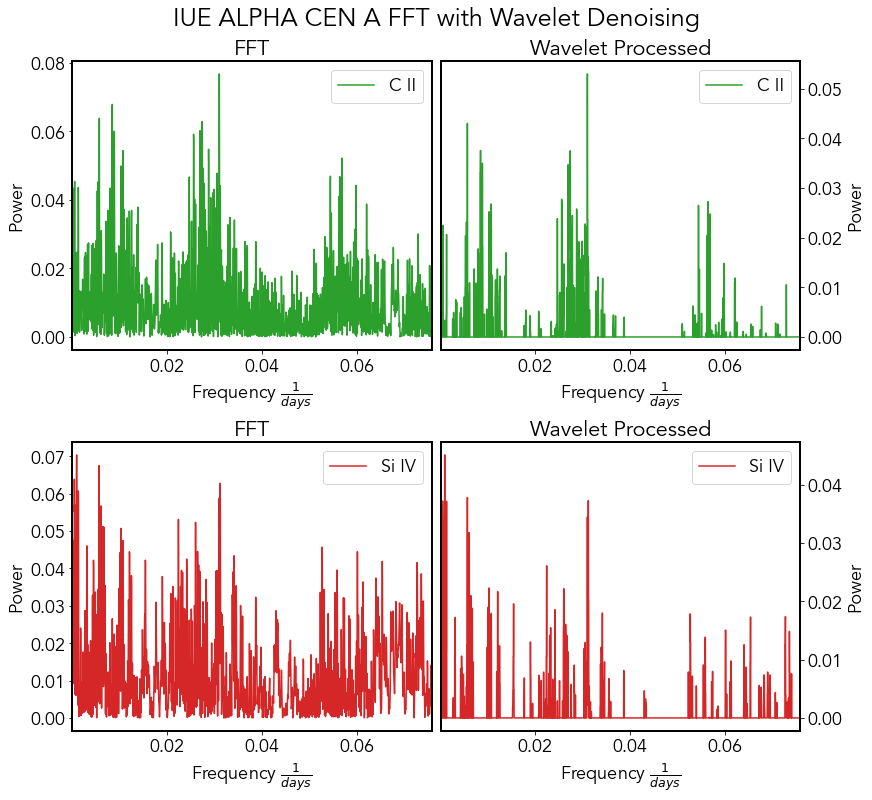 IUE ALPHA CEN A FFT with Wavelet Denoising
FFT
Wavelet Processed
C II
C II
0.08
0.06
0.04
0.02
0.00
Power
0.05
0.04
0.03
0.02
0.01
0.00
Power
0.02 0.04 0.06
0.02 0.04 0.06
Frequency 1/days
Frequency 1/days
FFT
Wavelet Processed
Si IV
Si IV
0.07
0.06
0.05
0.04
0.03
0.02
0.01
0.00
Power
0.04
0.03
0.02
0.01
0.00
Power
0.02 0.04 0.06
0.02 0.04 0.06
Frequency 1/days
Frequency 1/days